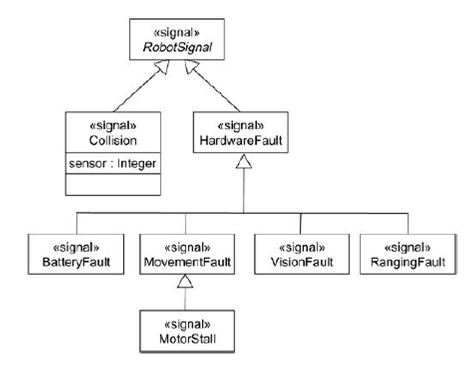 «signal»
RobotSignal
«signal»
Collision
sensor : Integer
«signal»
HardwareFault
«signal»
BatteryFault
«signal»
MovementFault
«signal»
VisionFault
«signal»
RangingFault
«signal»
MotorStall